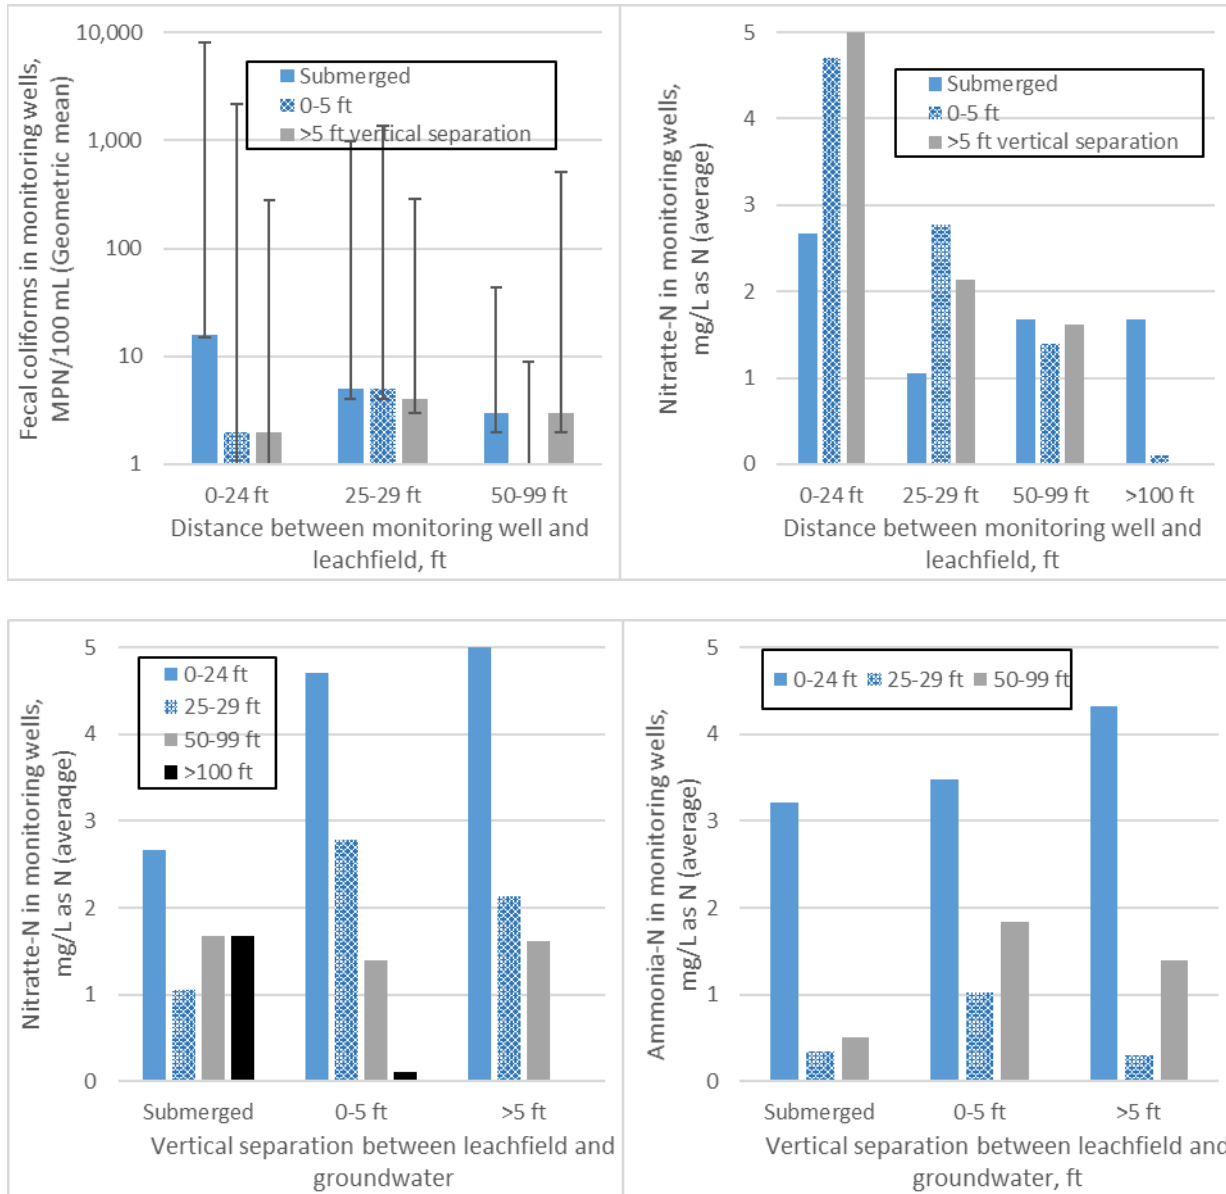 Fecal coliforms in monitoring wells,
MPN/100 mL (Geometric mean)
10,000
1,000
100
10
1
Submerged
0-5 ft
>5 ft vertical separation
0-24 ft 25-29 ft 50-99 ft
Distance between monitoring well and
leachfield, ft
Nitratte-N in monitoring wells,
mg/L as N (average)
5
4
3
2
1
0
Submerged
0-5 ft
>5 ft vertical separation
0-24 ft 25-29 ft 50-99 ft >100 ft
Distance between monitoring well and
leachfield, ft
Nitratte-N in monitoring wells,
mg/L as N (averaqge)
5
4
3
2
1
0
0-24 ft
25-29 ft
50-99 ft
>100 ft
Submerged 0-5 ft >5 ft
Vertical separation between leachfield and
groundwater
Ammonia-N in monitoring wells,
mg/L as N (average)
5
4
3
2
1
0
0-24 ft 25-29 ft 50-99 ft
Submerged 0-5 ft >5 ft
Vertical separation between leachfield and
groundwater, ft